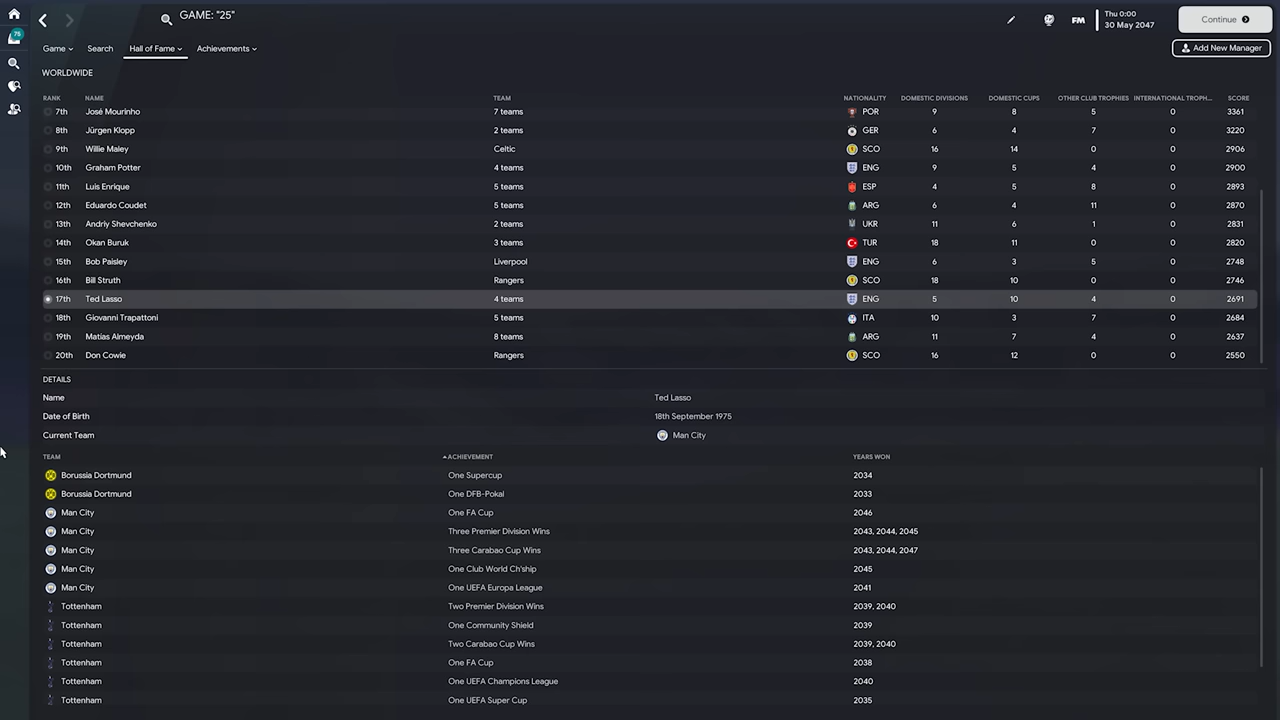 GAME: "25"
Thu 0:00
FM
30 May 2047
Continue
75
Game
Search
Hall of Fame
Achievements
Add New Manager
WORLDWIDE
RANK NAME TEAM NATIONALITY DOMESTIC DIVISIONS DOMESTIC CUPS OTHER CLUB TROPHIES INTERNATIONAL TROPH... SCORE
7th José Mourinho 7 teams POR 9 8 5 0 3361
8th Jürgen Klopp 2 teams GER 6 4 7 0 3220
9th Willie Maley Celtic SCO 16 14 0 0 2906
10th Graham Potter 4 teams ENG 9 5 4 0 2900
11th Luis Enrique 5 teams ESP 4 5 8 0 2893
12th Eduardo Coudet 5 teams ARG 6 4 11 0 2870
13th Andriy Shevchenko 2 teams UKR 11 6 1 0 2831
14th Okan Buruk 3 teams TUR 18 11 0 0 2820
15th Bob Paisley Liverpool ENG 6 3 5 0 2748
16th Bill Struth Rangers SCO 18 10 0 0 2746
17th Ted Lasso 4 teams ENG 5 10 4 0 2691
18th Giovanni Trapattoni 5 teams ITA 10 3 7 0 2684
19th Matias Almeyda 8 teams ARG 11 7 4 0 2637
20th Don Cowie Rangers SCO 16 12 0 0 2550
DETAILS
Name Ted Lasso
Date of Birth 18th September 1975
Current Team Man City
TEAM ACHIEVEMENT YEARS WON
Borussia Dortmund One Supercup 2034
Borussia Dortmund One DFB-Pokal 2033
Man City One FA Cup 2046
Man City Three Premier Division Wins 2043, 2044, 2045
Man City Three Carabao Cup Wins 2043, 2044, 2047
Man City One Club World Ch'ship 2045
Man City One UEFA Europa League 2041
Tottenham Two Premier Division Wins 2039, 2040
Tottenham One Community Shield 2039
Tottenham Two Carabao Cup Wins 2039, 2040
Tottenham One FA Cup 2038
Tottenham One UEFA Champions League 2040
Tottenham One UEFA Super Cup 2035